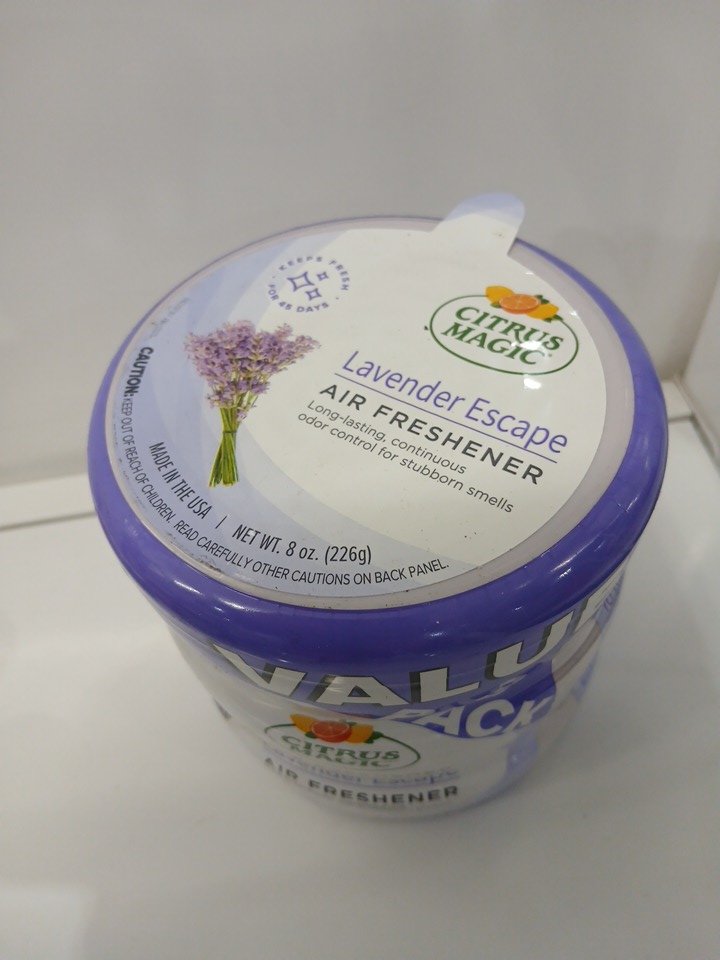 KEEPS FRESH
FOR 45 DAYS
CITRUS
MAGIC
Lavender Escape
AIR FRESHENER
Long-lasting, continuous
odor control for stubborn smells
MADE IN THE USA | NET WT. 8 oz. (226g)
CAUTION: KEEP OUT OF REACH OF CHILDREN. READ CAREFULLY OTHER CAUTIONS ON BACK PANEL.
VALUE
PACK
CITRUS
MAGIC
Lavender Escape
AIR FRESHENER